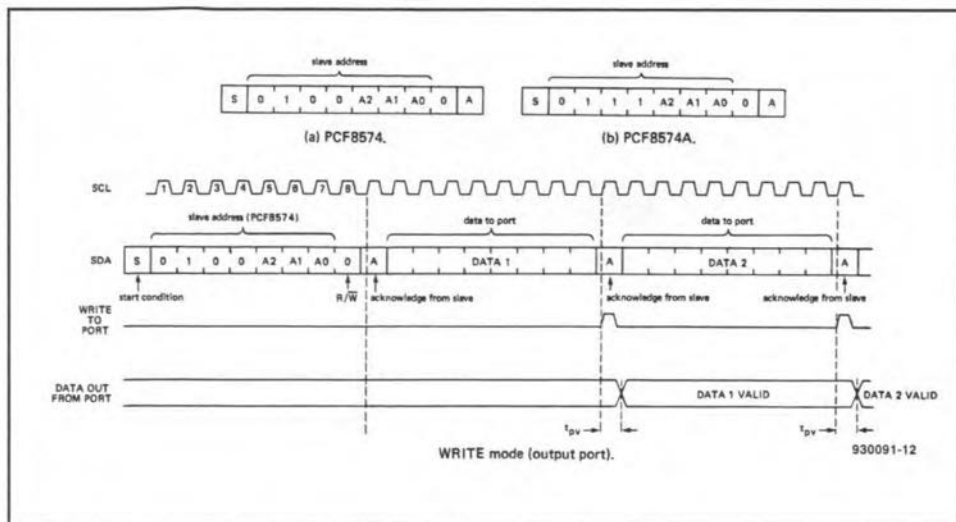 slave address
slave address
S 0 1 0 0 A2 A1 A0 0 A
S 0 1 1 1 A2 A1 A0 0 A
(a) PCF8574.
(b) PCF8574A.
SCL 1 2 3 4 5 6 7 8
slave address (PCF8574)
data to port
data to port
SDA S 0 1 0 0 A2 A1 A0 0 A DATA 1 A DATA 2 A
start condition
R/W̅
acknowledge from slave
acknowledge from slave
acknowledge from slave
WRITE
TO
PORT
DATA OUT
FROM PORT
DATA 1 VALID
DATA 2 VALID
tpv
tpv
WRITE mode (output port).
930091-12